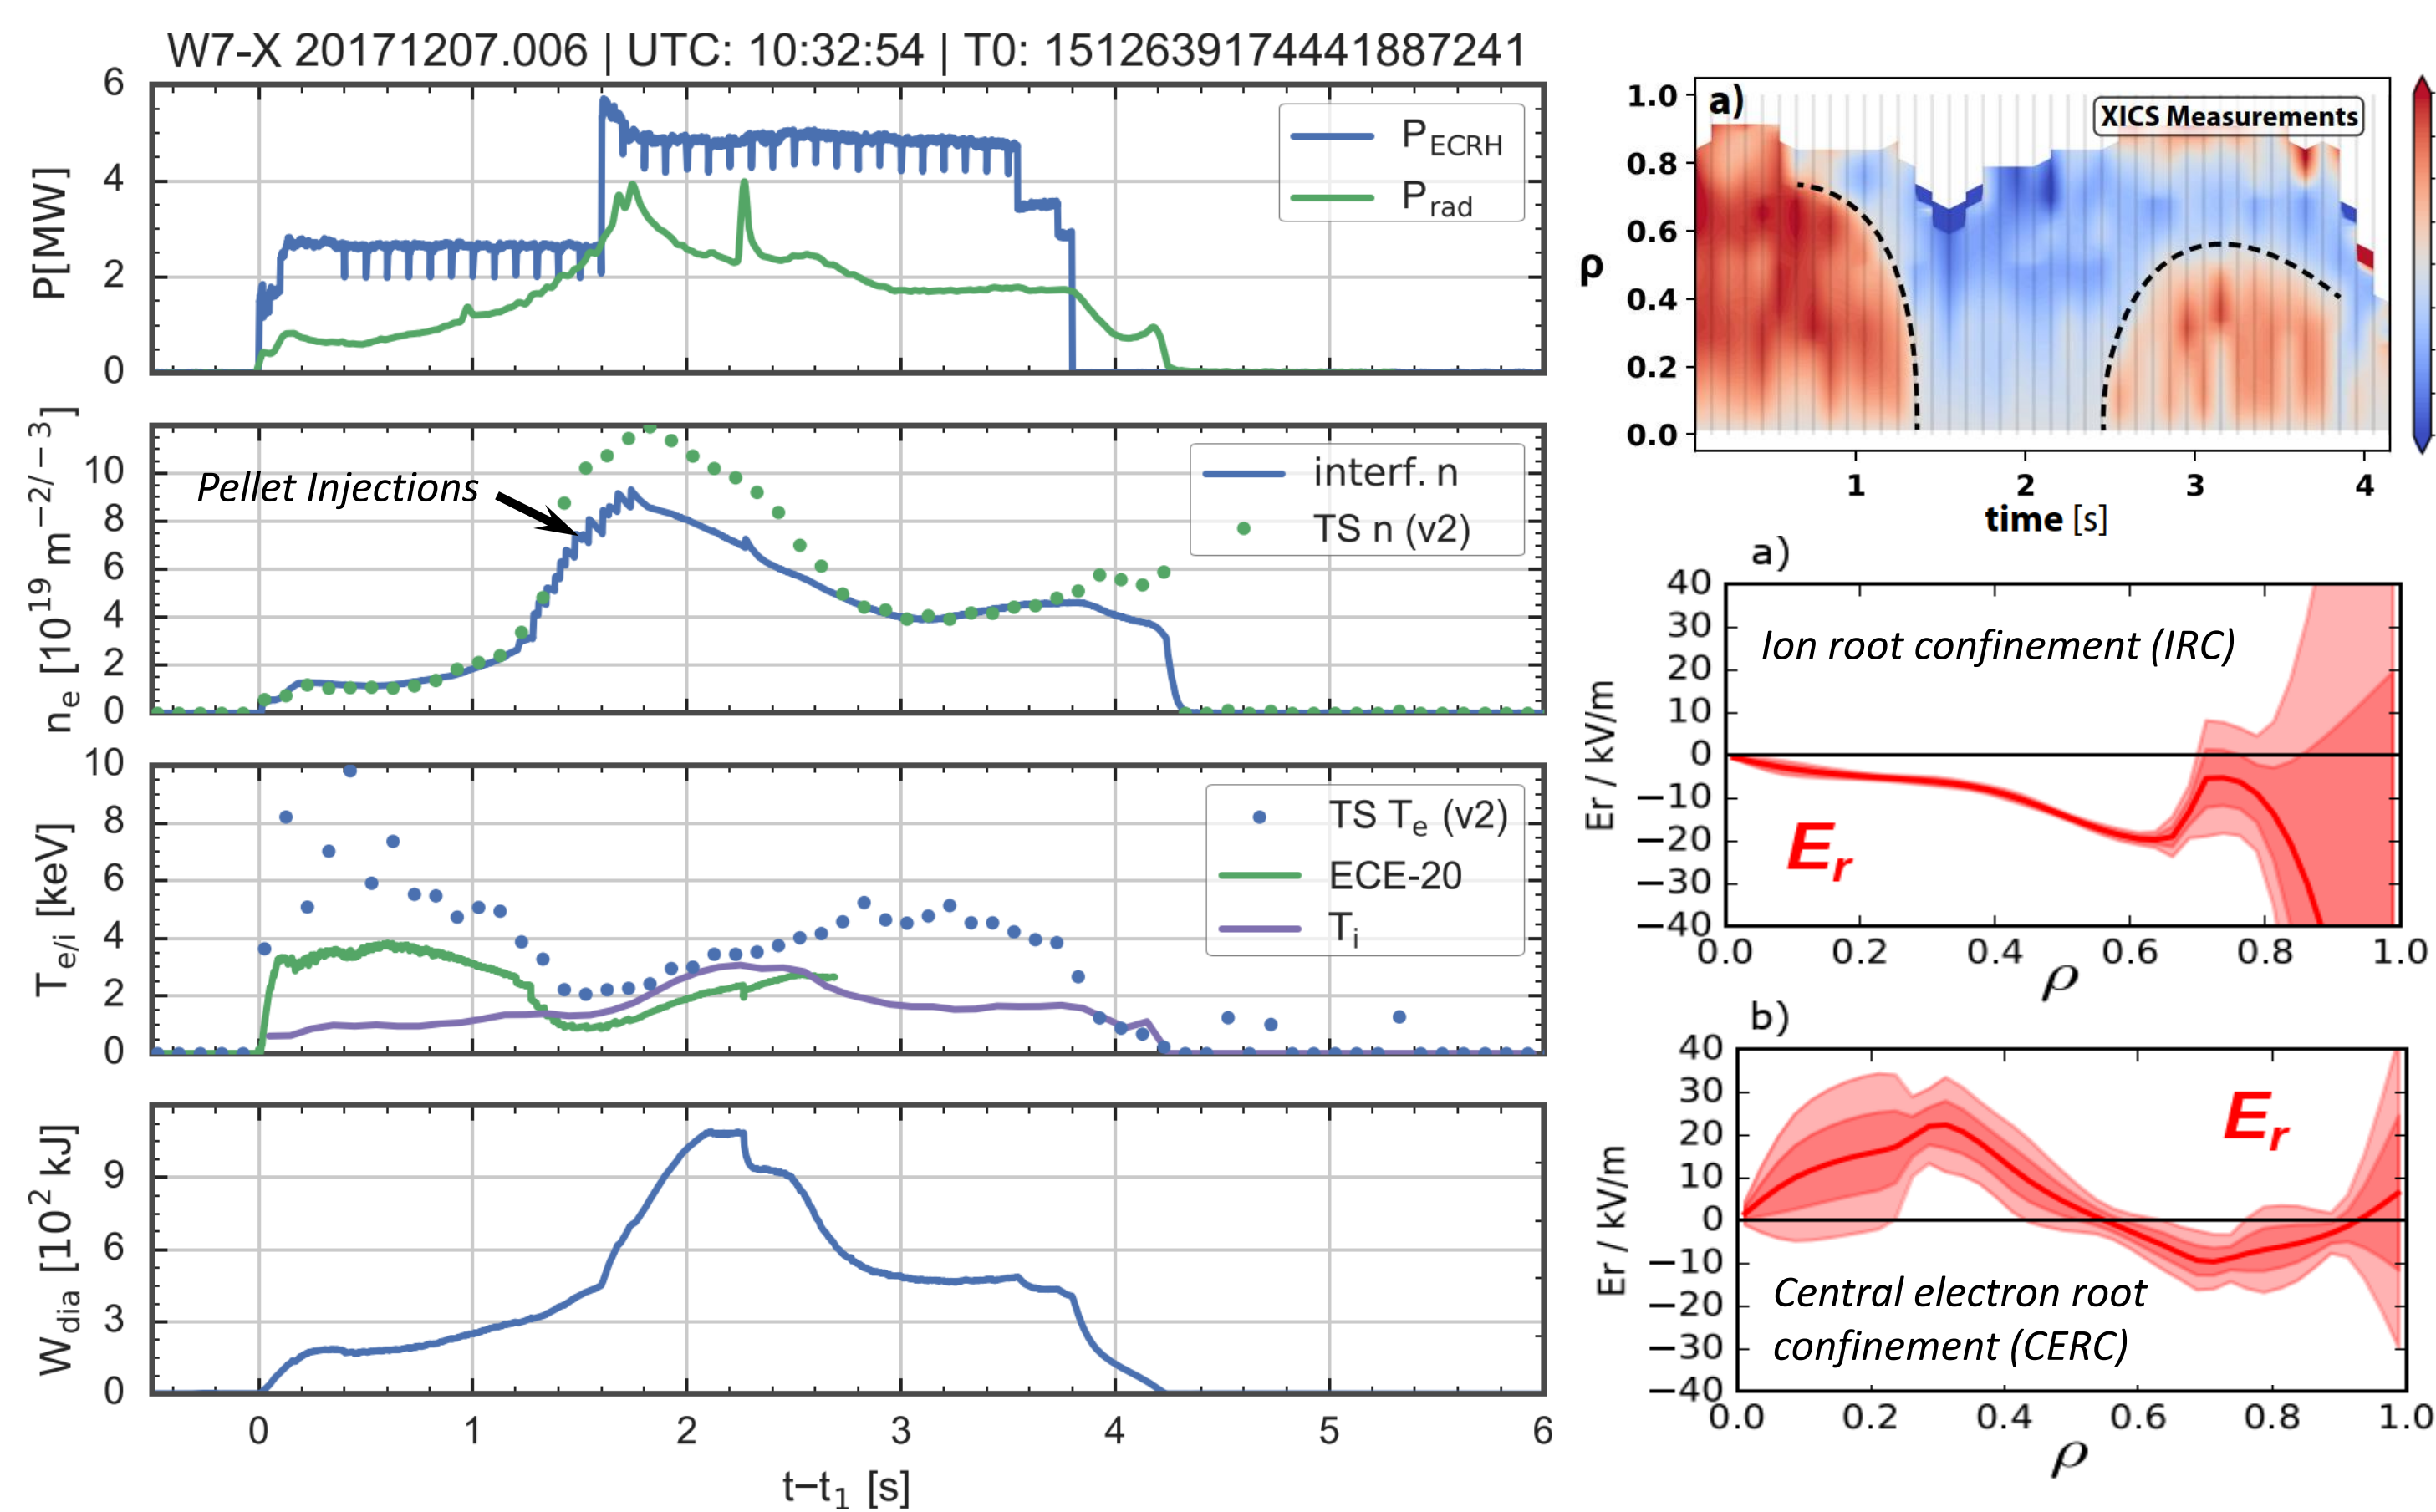 W7-X 20171207.006 | UTC: 10:32:54 | T0: 1512639174441887241
P[MW]
6
4
2
0
P_ECRH
P_rad
n_e [10^19 m^−2/−3]
10
8
6
4
2
0
Pellet Injections
interf. n
TS n (v2)
T_e/i [keV]
10
8
6
4
2
0
TS T_e (v2)
ECE-20
T_i
W_dia [10^2 kJ]
9
6
3
0
0 1 2 3 4 5 6
t−t_1 [s]
a)
XICS Measurements
ρ
1.0
0.8
0.6
0.4
0.2
0.0
1 2 3 4
time [s]
a)
Er / kV/m
40
30
20
10
0
−10
−20
−30
−40
Ion root confinement (IRC)
E_r
0.0 0.2 0.4 0.6 0.8 1.0
ρ
b)
Er / kV/m
40
30
20
10
0
−10
−20
−30
−40
E_r
Central electron root
confinement (CERC)
0.0 0.2 0.4 0.6 0.8 1.0
ρ